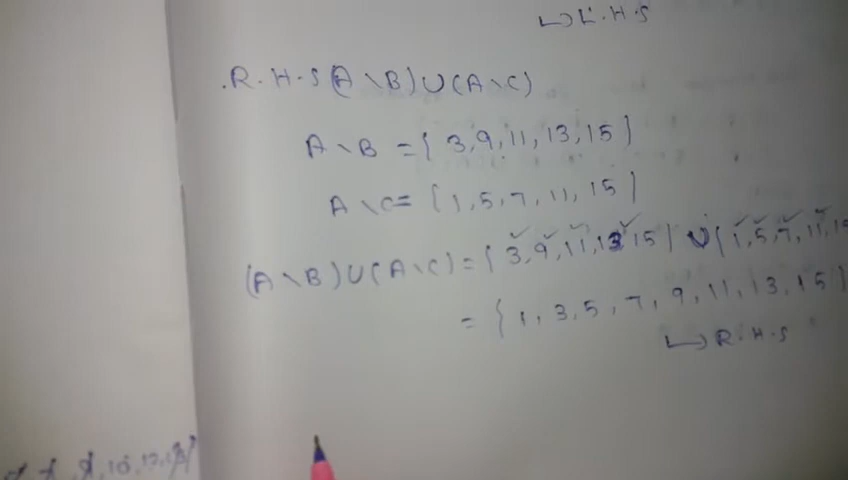 ↳ L.H.S
.R.H.S (A\B)∪(A\C)
A\B = { 3,9,11,13,15}
A\C = {1,5,7,11,15}
(A\B)∪(A\C) = {3,9,11,13 15} ∪ {1,5,7,11,
= { 1, 3,5, 7, 9, 11, 13, 15}
↳ R.H.S